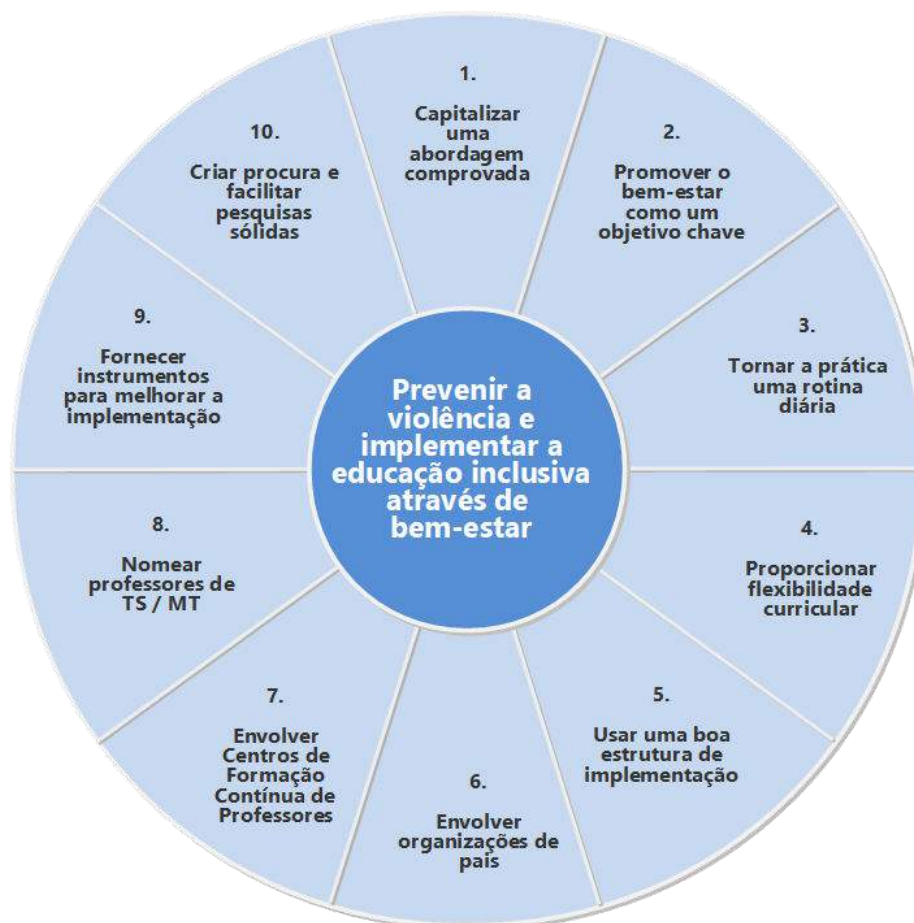 1.
Capitalizar
uma
abordagem
comprovada
2.
Promover o
bem-estar
como um
objetivo chave
3.
Tornar a prática
uma rotina
diária
4.
Proporcionar
flexibilidade
curricular
5.
Usar uma boa
estrutura de
implementação
6.
Envolver
organizações de
pais
7.
Envolver
Centros de
Formação
Contínua de
Professores
8.
Nomear
professores de
TS / MT
9.
Fornecer
instrumentos
para melhorar a
implementação
10.
Criar procura e
facilitar
pesquisas
sólidas
Prevenir a
violência e
implementar a
educação inclusiva
através de
bem-estar